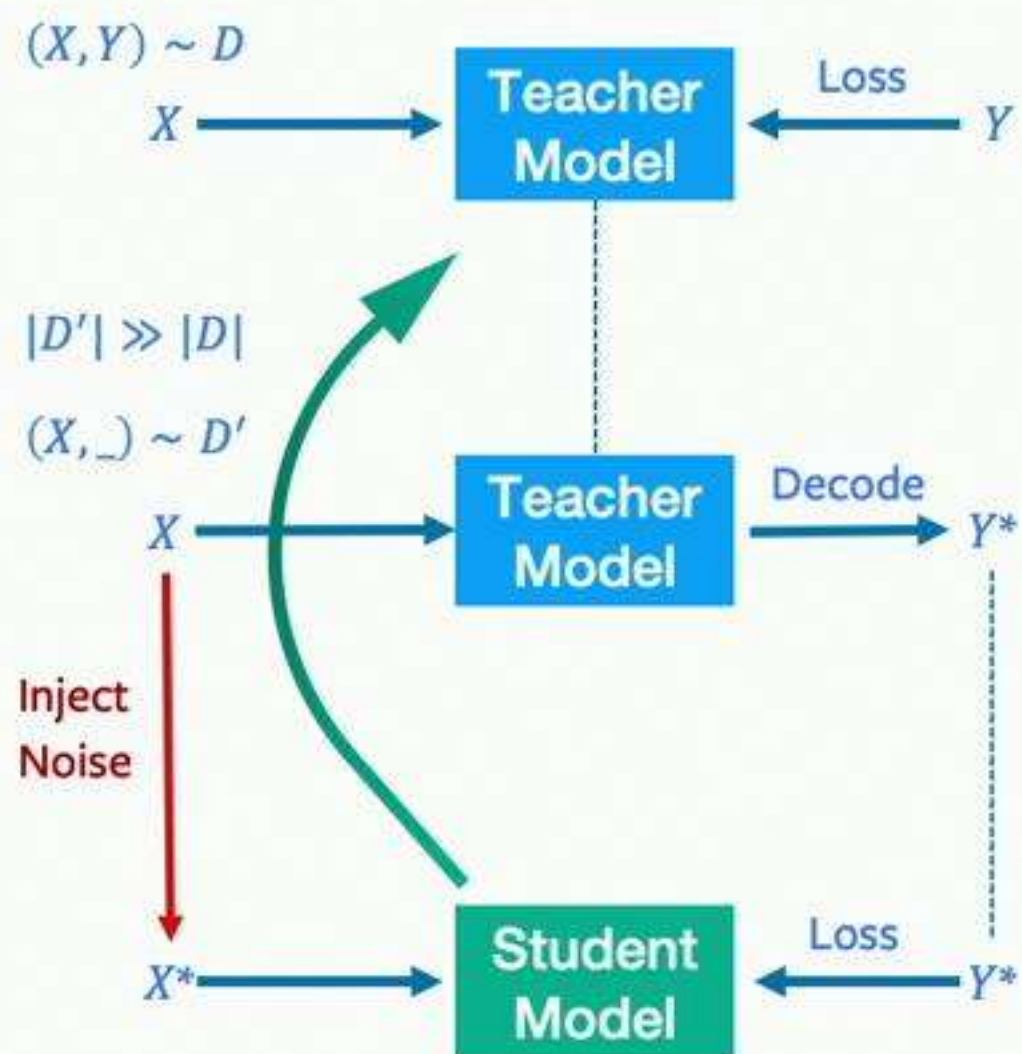 (X, Y) ~ D
X
Teacher
Model
Loss
Y
|D′| ≫ |D|
(X, _) ~ D′
X
Teacher
Model
Decode
Y*
Inject
Noise
X*
Student
Model
Loss
Y*